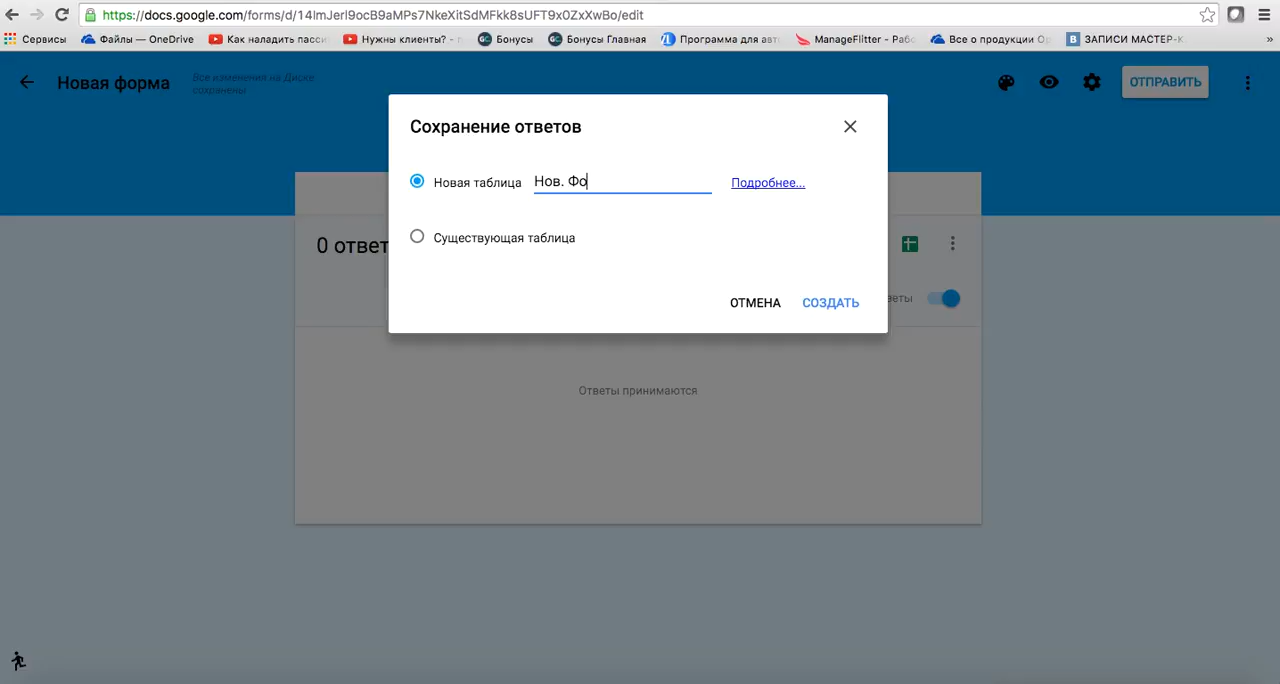 https://docs.google.com/forms/d/14lmJerl9ocB9aMPs7NkeXitSdMFkk8sUFT9x0ZxXwBo/edit
Сервисы Файлы — OneDrive Как наладить пасси Нужны клиенты? - п Бонусы Бонусы Главная Программа для авт ManageFlitter - Рабо Все о продукции Ор В ЗАПИСИ МАСТЕР-К »
Новая форма
Все изменения на Диске
сохранены
ОТПРАВИТЬ
Сохранение ответов
Новая таблица Нов. Фо Подробнее...
Существующая таблица
0 ответ
ОТМЕНА СОЗДАТЬ
веты
Ответы принимаются